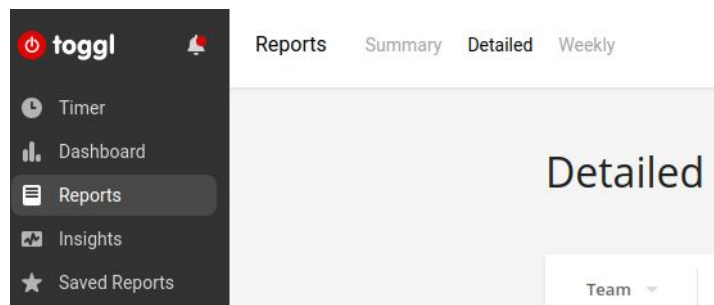 toggl
Reports Summary Detailed Weekly
Timer
Dashboard
Reports
Insights
Saved Reports
Detailed
Team